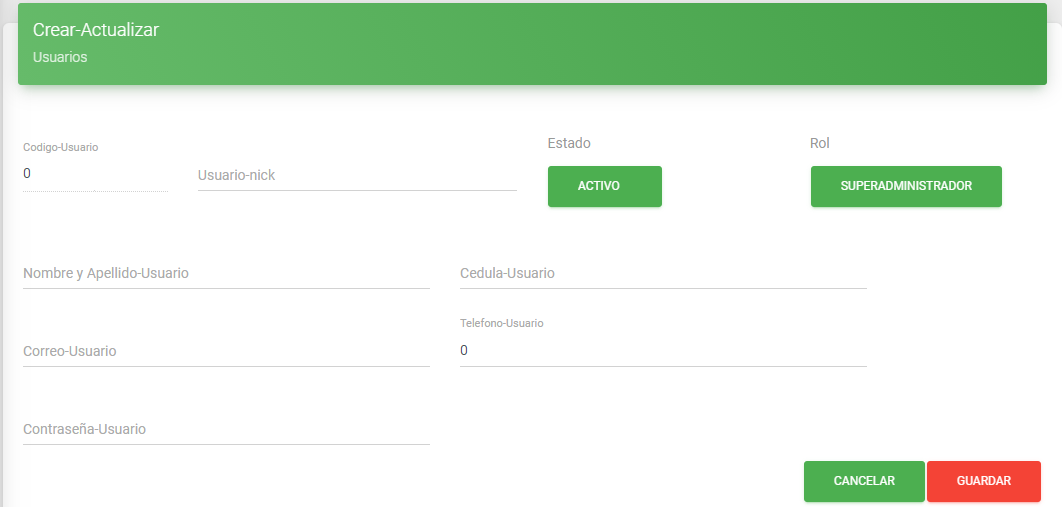 Crear-Actualizar
Usuarios
Codigo-Usuario
0
Usuario-nick
Estado
ACTIVO
Rol
SUPERADMINISTRADOR
Nombre y Apellido-Usuario
Cedula-Usuario
Correo-Usuario
Telefono-Usuario
0
Contraseña-Usuario
CANCELAR
GUARDAR